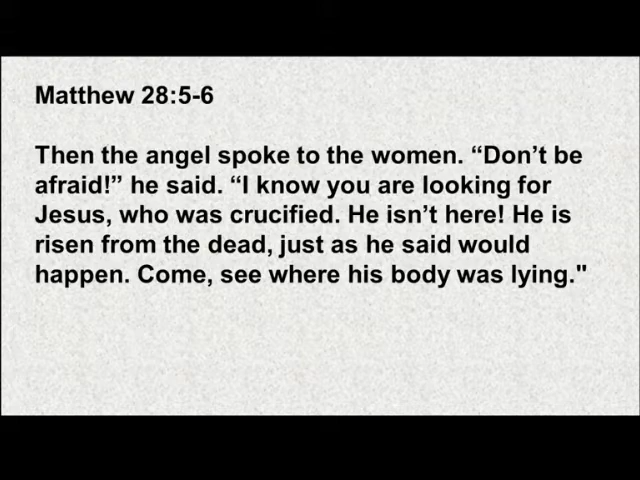 Matthew 28:5-6
Then the angel spoke to the women. “Don’t be
afraid!” he said. “I know you are looking for
Jesus, who was crucified. He isn’t here! He is
risen from the dead, just as he said would
happen. Come, see where his body was lying."